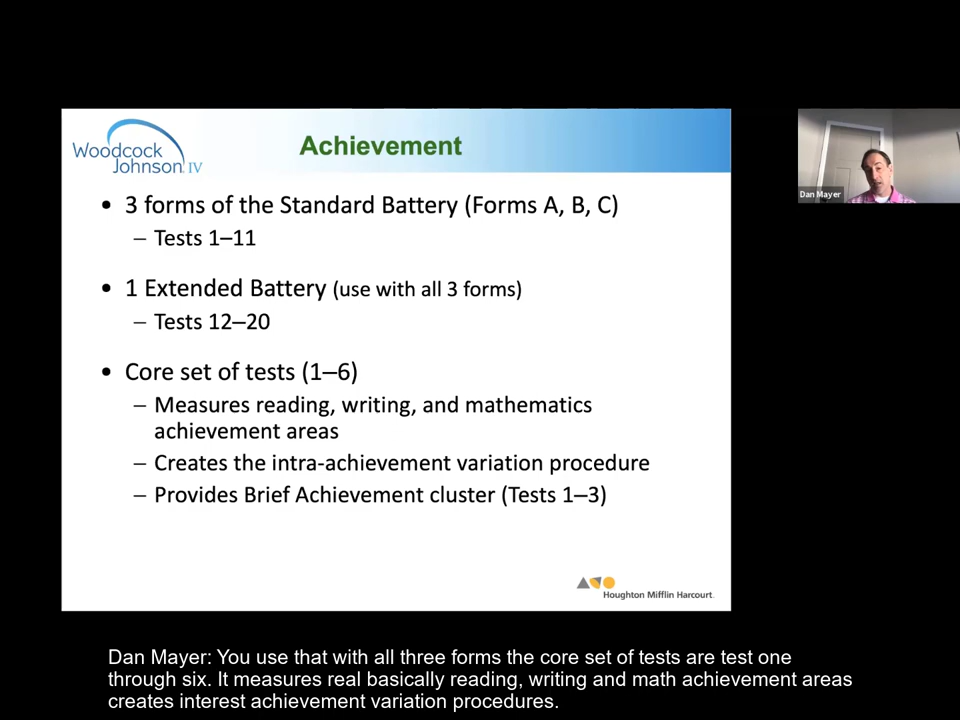 Woodcock
Johnson IV
Achievement
• 3 forms of the Standard Battery (Forms A, B, C)
– Tests 1–11
• 1 Extended Battery (use with all 3 forms)
– Tests 12–20
• Core set of tests (1–6)
– Measures reading, writing, and mathematics
achievement areas
– Creates the intra-achievement variation procedure
– Provides Brief Achievement cluster (Tests 1–3)
Houghton Mifflin Harcourt.
Dan Mayer
Dan Mayer: You use that with all three forms the core set of tests are test one
through six. It measures real basically reading, writing and math achievement areas
creates interest achievement variation procedures.